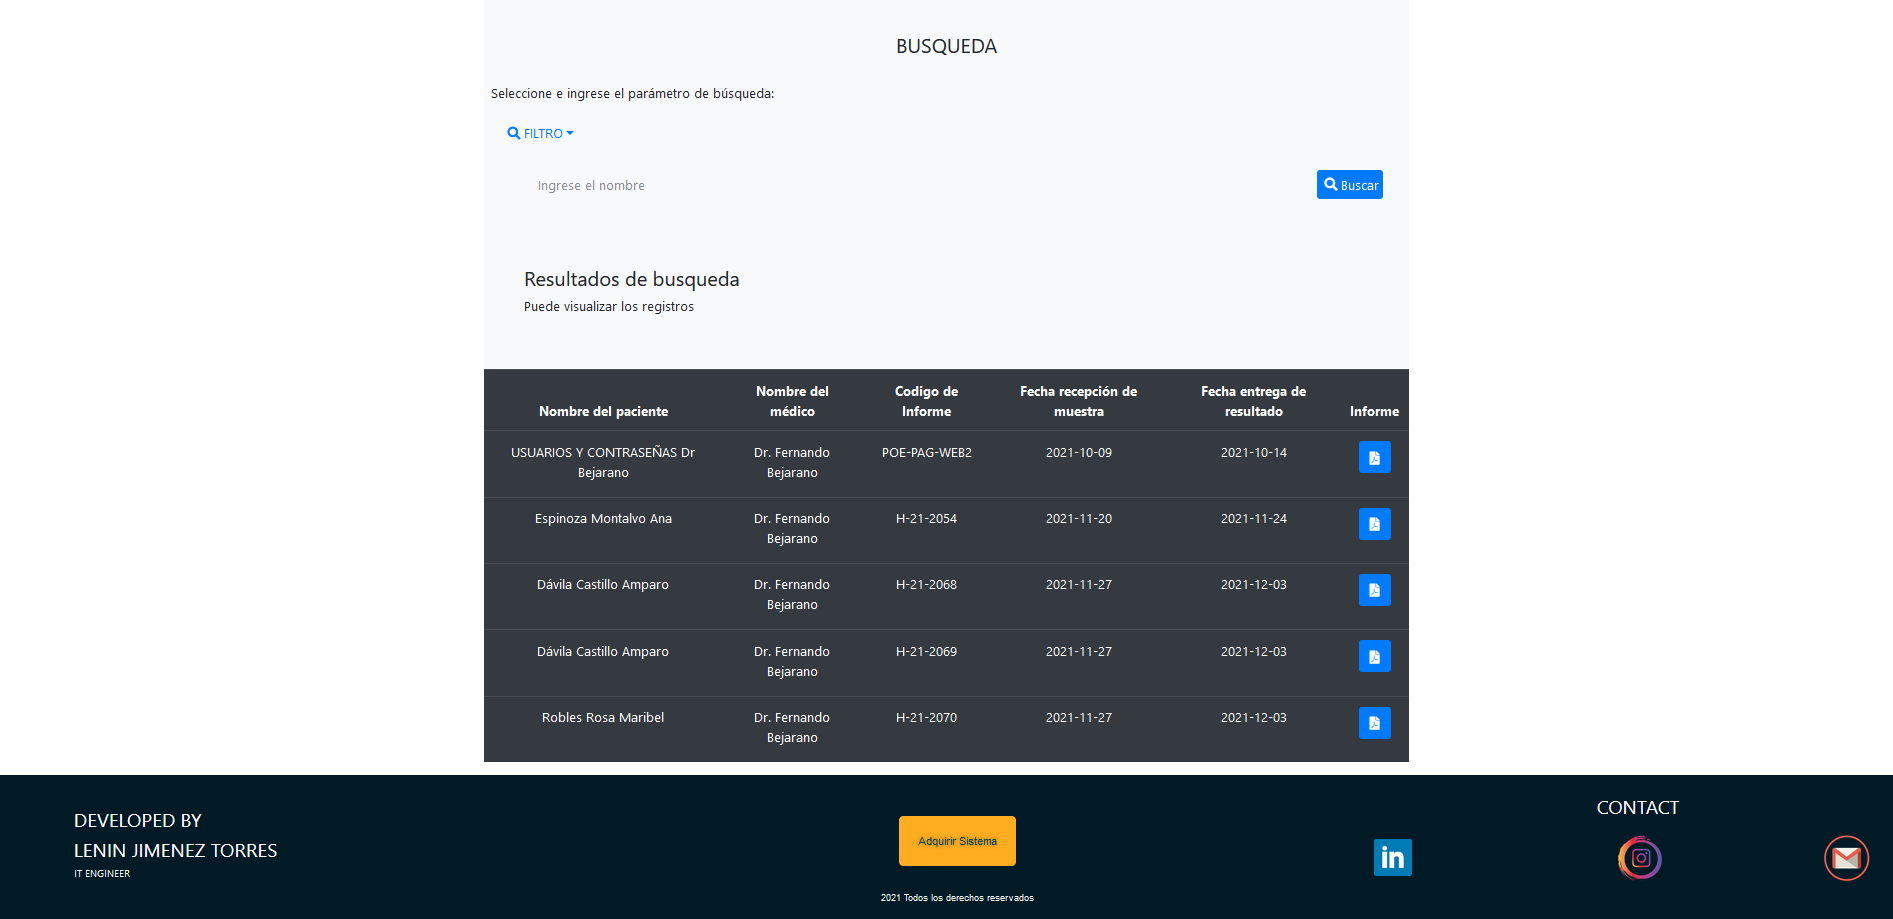 BUSQUEDA
Seleccione e ingrese el parámetro de búsqueda:
FILTRO
Ingrese el nombre
Buscar
Resultados de busqueda
Puede visualizar los registros
Nombre del paciente
Nombre del
médico
Codigo de
Informe
Fecha recepción de
muestra
Fecha entrega de
resultado
Informe
USUARIOS Y CONTRASEÑAS Dr
Bejarano
Dr. Fernando
Bejarano
POE-PAG-WEB2
2021-10-09
2021-10-14
Espinoza Montalvo Ana
Dr. Fernando
Bejarano
H-21-2054
2021-11-20
2021-11-24
Dávila Castillo Amparo
Dr. Fernando
Bejarano
H-21-2068
2021-11-27
2021-12-03
Dávila Castillo Amparo
Dr. Fernando
Bejarano
H-21-2069
2021-11-27
2021-12-03
Robles Rosa Maribel
Dr. Fernando
Bejarano
H-21-2070
2021-11-27
2021-12-03
DEVELOPED BY
LENIN JIMENEZ TORRES
IT ENGINEER
Adquirir Sistema
2021 Todos los derechos reservados
CONTACT
in